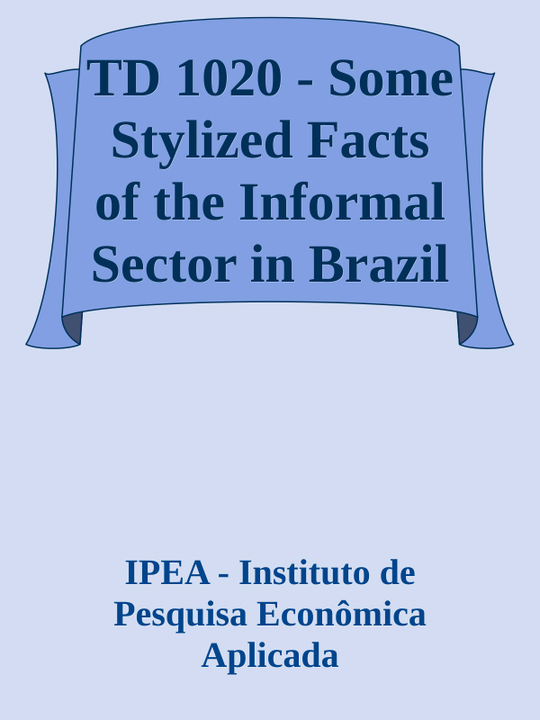 TD 1020 - Some
Stylized Facts
of the Informal
Sector in Brazil
IPEA - Instituto de
Pesquisa Econômica
Aplicada